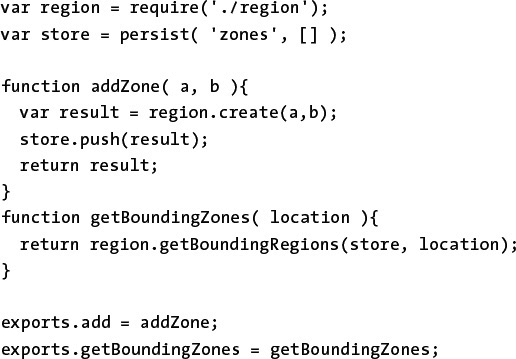 var region = require('./region');
var store = persist( 'zones', [] );
function addZone( a, b ){
var result = region.create(a,b);
store.push(result);
return result;
}
function getBoundingZones( location ){
return region.getBoundingRegions(store, location);
}
exports.add = addZone;
exports.getBoundingZones = getBoundingZones;